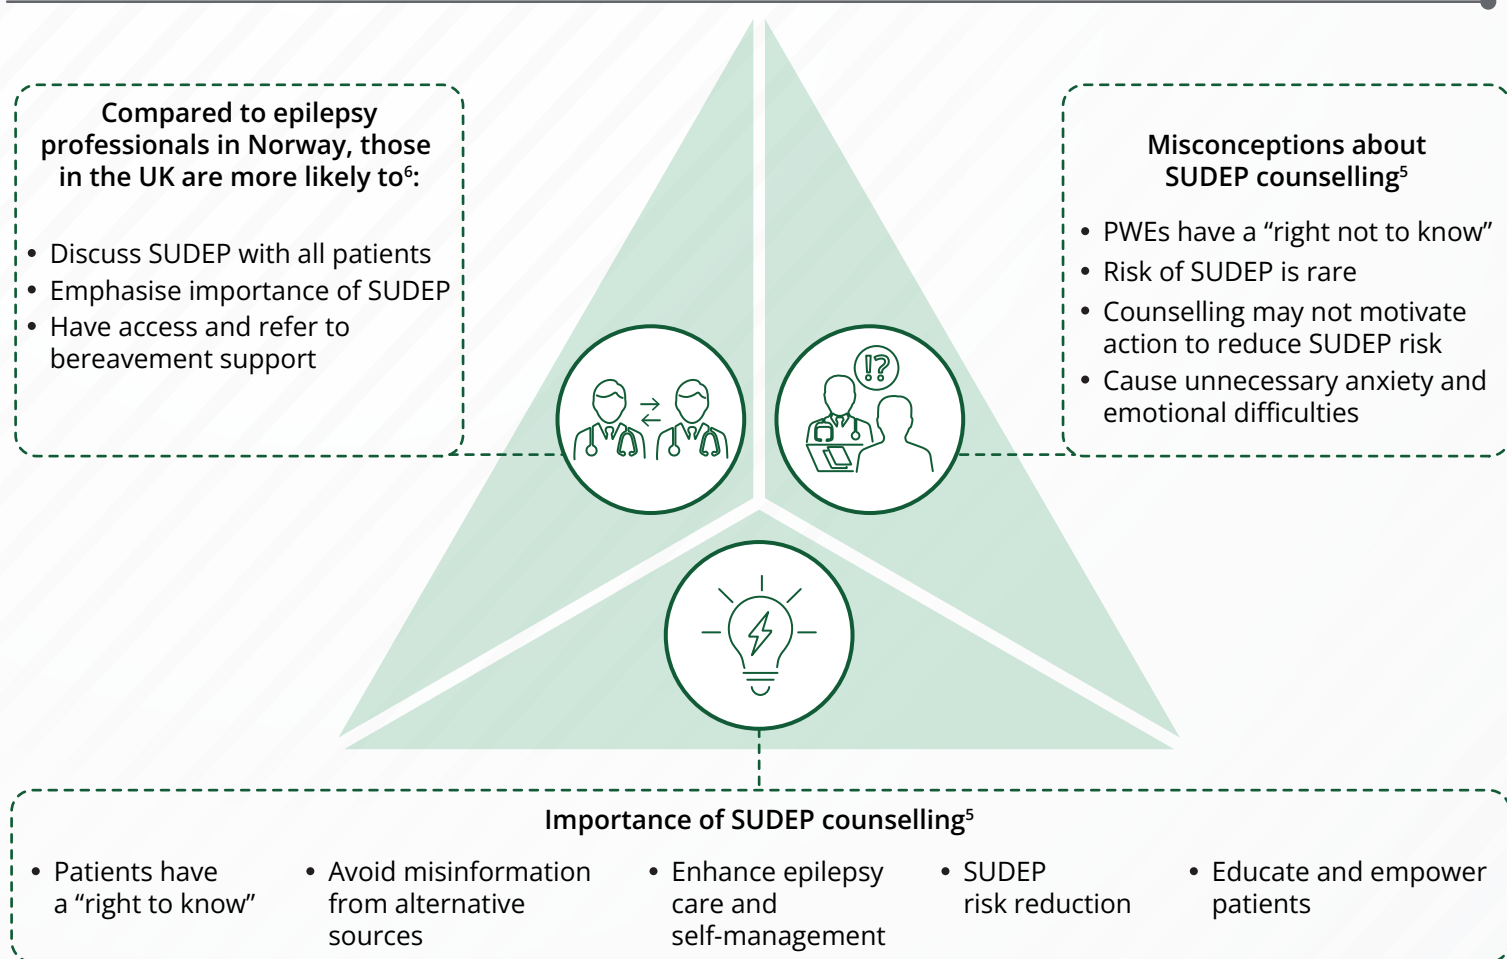 Compared to epilepsy
professionals in Norway, those
in the UK are more likely to⁶:
• Discuss SUDEP with all patients
• Emphasise importance of SUDEP
• Have access and refer to
bereavement support
Misconceptions about
SUDEP counselling⁵
• PWEs have a “right not to know”
• Risk of SUDEP is rare
• Counselling may not motivate
action to reduce SUDEP risk
• Cause unnecessary anxiety and
emotional difficulties
!?
Importance of SUDEP counselling⁵
• Patients have
a “right to know”
• Avoid misinformation
from alternative
sources
• Enhance epilepsy
care and
self-management
• SUDEP
risk reduction
• Educate and empower
patients